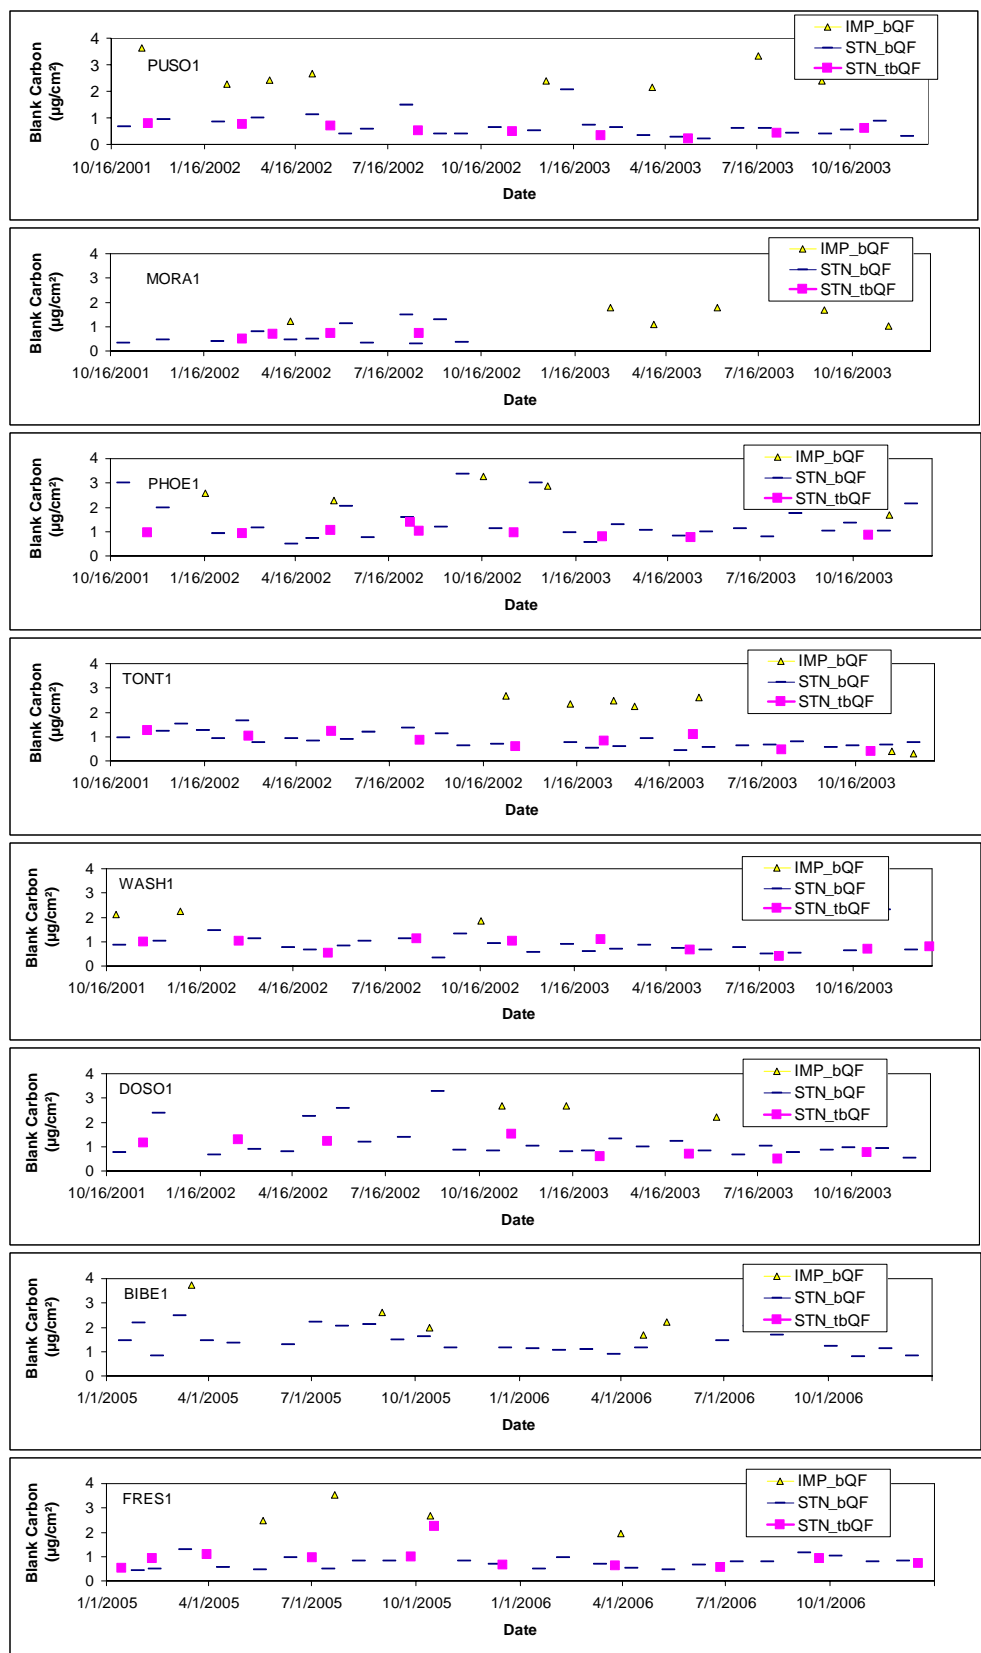 Blank Carbon
(µg/cm²)
4
3
2
1
0
PUSO1
IMP_bQF
STN_bQF
STN_tbQF
10/16/2001 1/16/2002 4/16/2002 7/16/2002 10/16/2002 1/16/2003 4/16/2003 7/16/2003 10/16/2003
Date
Blank Carbon
(µg/cm²)
4
3
2
1
0
MORA1
IMP_bQF
STN_bQF
STN_tbQF
10/16/2001 1/16/2002 4/16/2002 7/16/2002 10/16/2002 1/16/2003 4/16/2003 7/16/2003 10/16/2003
Date
Blank Carbon
(µg/cm²)
4
3
2
1
0
PHOE1
IMP_bQF
STN_bQF
STN_tbQF
10/16/2001 1/16/2002 4/16/2002 7/16/2002 10/16/2002 1/16/2003 4/16/2003 7/16/2003 10/16/2003
Date
Blank Carbon
(µg/cm²)
4
3
2
1
0
TONT1
IMP_bQF
STN_bQF
STN_tbQF
10/16/2001 1/16/2002 4/16/2002 7/16/2002 10/16/2002 1/16/2003 4/16/2003 7/16/2003 10/16/2003
Date
Blank Carbon
(µg/cm²)
4
3
2
1
0
WASH1
IMP_bQF
STN_bQF
STN_tbQF
10/16/2001 1/16/2002 4/16/2002 7/16/2002 10/16/2002 1/16/2003 4/16/2003 7/16/2003 10/16/2003
Date
Blank Carbon
(µg/cm²)
4
3
2
1
0
DOSO1
IMP_bQF
STN_bQF
STN_tbQF
10/16/2001 1/16/2002 4/16/2002 7/16/2002 10/16/2002 1/16/2003 4/16/2003 7/16/2003 10/16/2003
Date
Blank Carbon
(µg/cm²)
4
3
2
1
0
BIBE1
IMP_bQF
STN_bQF
STN_tbQF
1/1/2005 4/1/2005 7/1/2005 10/1/2005 1/1/2006 4/1/2006 7/1/2006 10/1/2006
Date
Blank Carbon
(µg/cm²)
4
3
2
1
0
FRES1
IMP_bQF
STN_bQF
STN_tbQF
1/1/2005 4/1/2005 7/1/2005 10/1/2005 1/1/2006 4/1/2006 7/1/2006 10/1/2006
Date